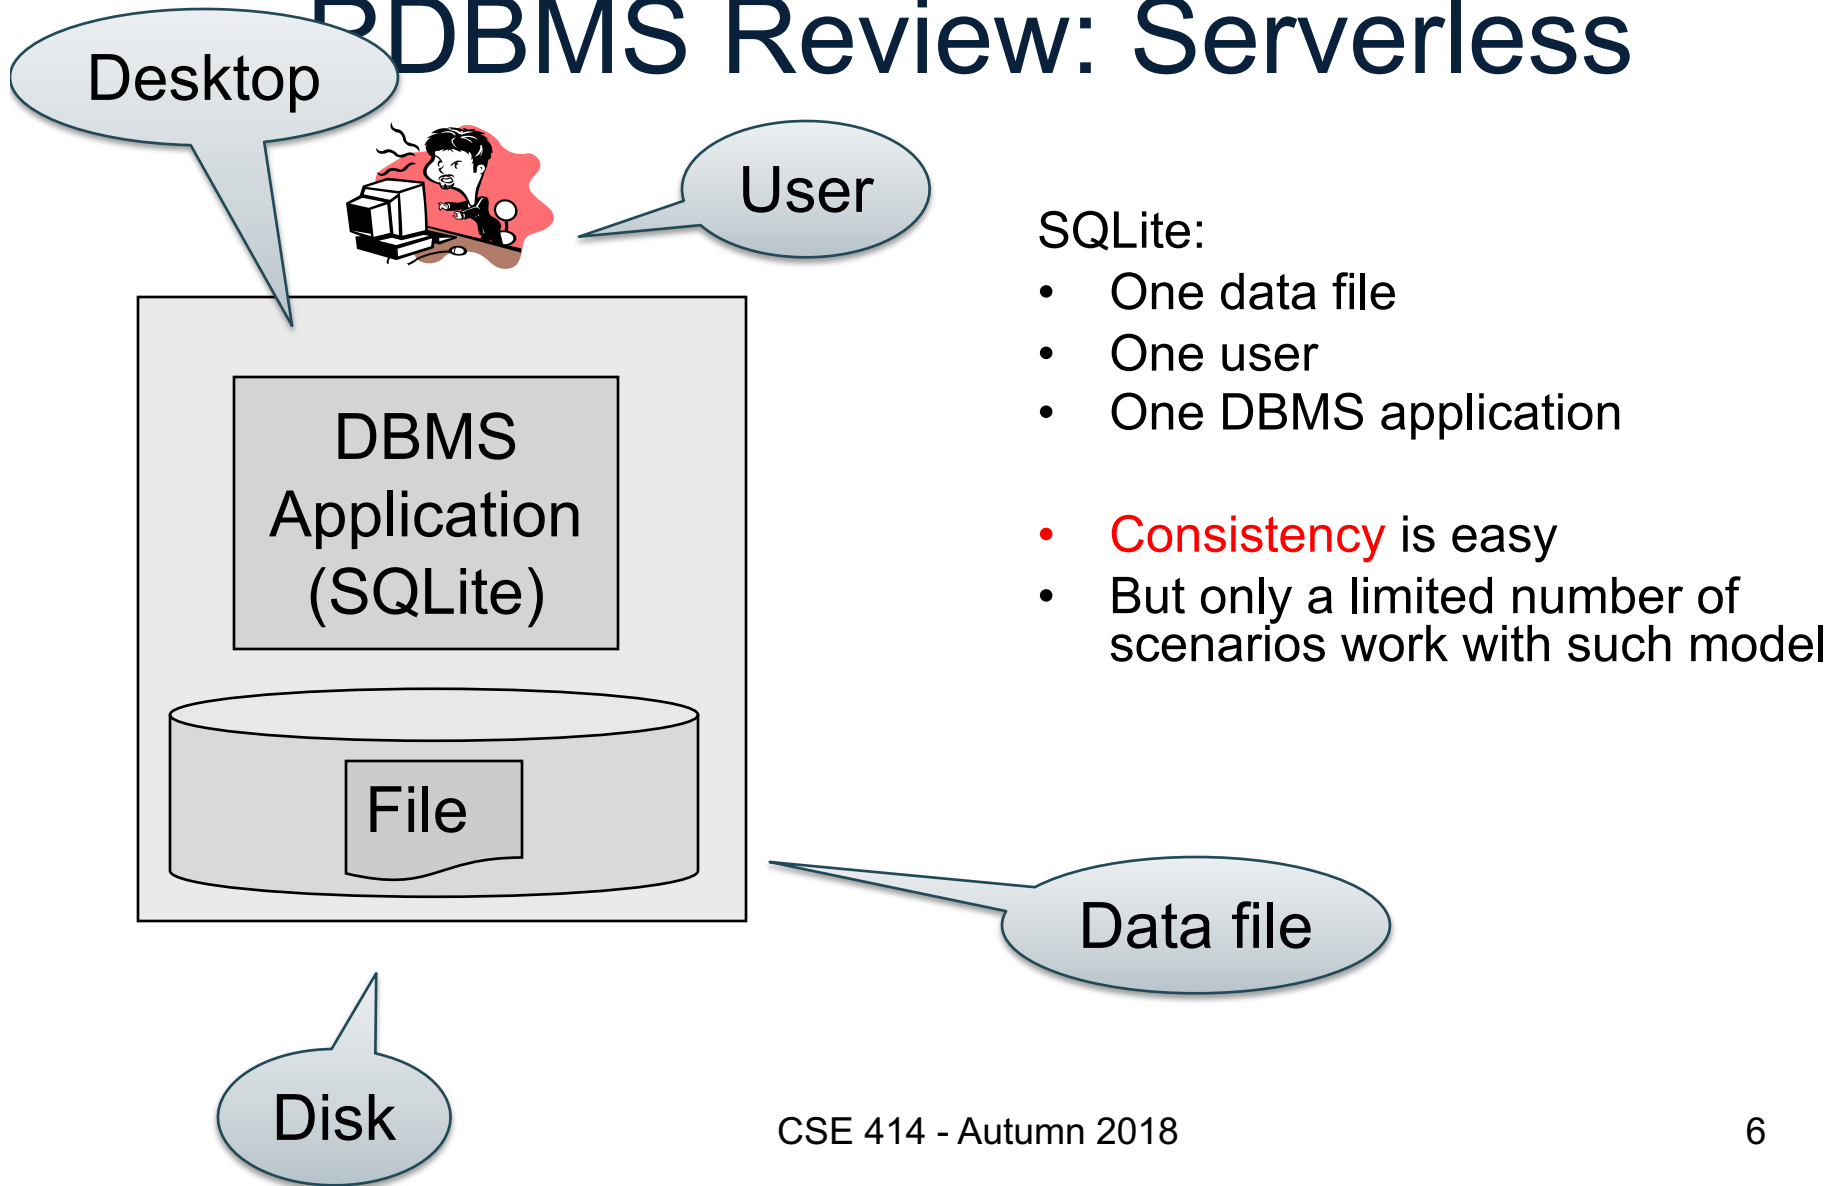 RDBMS Review: Serverless
Desktop
User
SQLite:
• One data file
• One user
• One DBMS application
• Consistency is easy
• But only a limited number of
scenarios work with such model
DBMS
Application
(SQLite)
File
Data file
Disk
CSE 414 - Autumn 2018
6